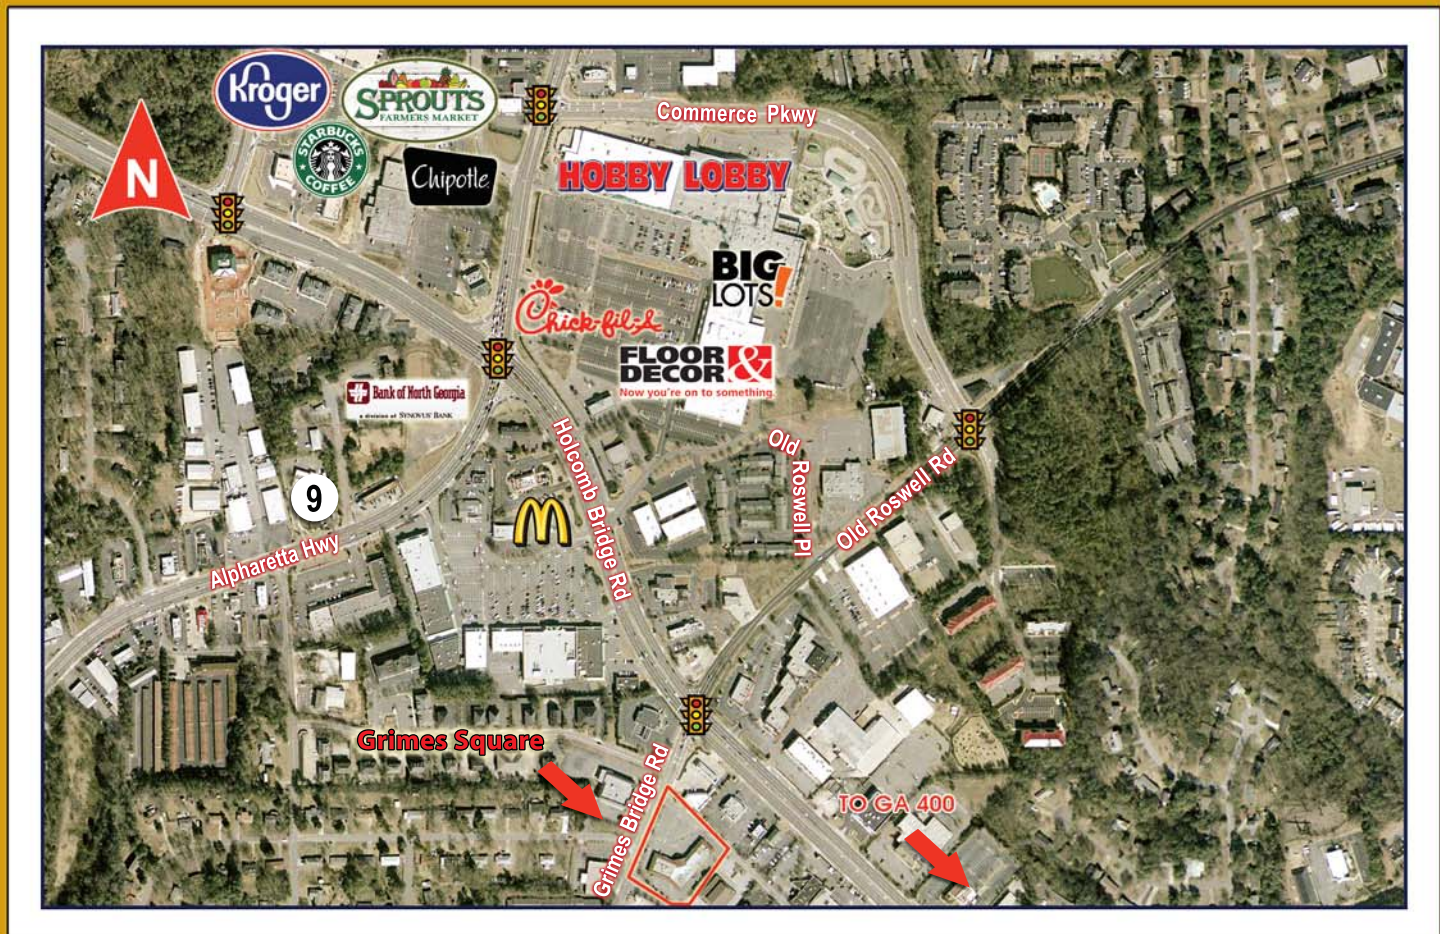 Kroger
SPROUTS
FARMERS MARKET
STARBUCKS
COFFEE
Chipotle
Commerce Pkwy
N
HOBBY LOBBY
BIG
LOTS!
Chick-fil-A
FLOOR &
DECOR
Now you're on to something.
Bank of North Georgia
a division of SYNOVUS BANK
Holcomb Bridge Rd
Old Roswell Pl
Old Roswell Rd
9
M
Alpharetta Hwy
Grimes Square
Grimes Bridge Rd
TO GA 400